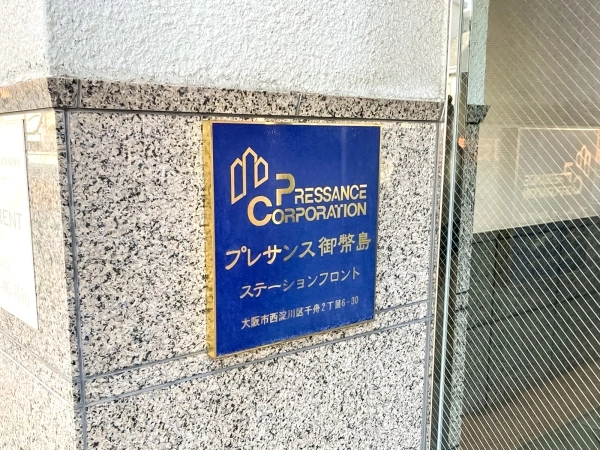 PRESSANCE
CORPORATION
プレサンス御幣島
ステーションフロント
大阪市西淀川区千舟2丁目6-30